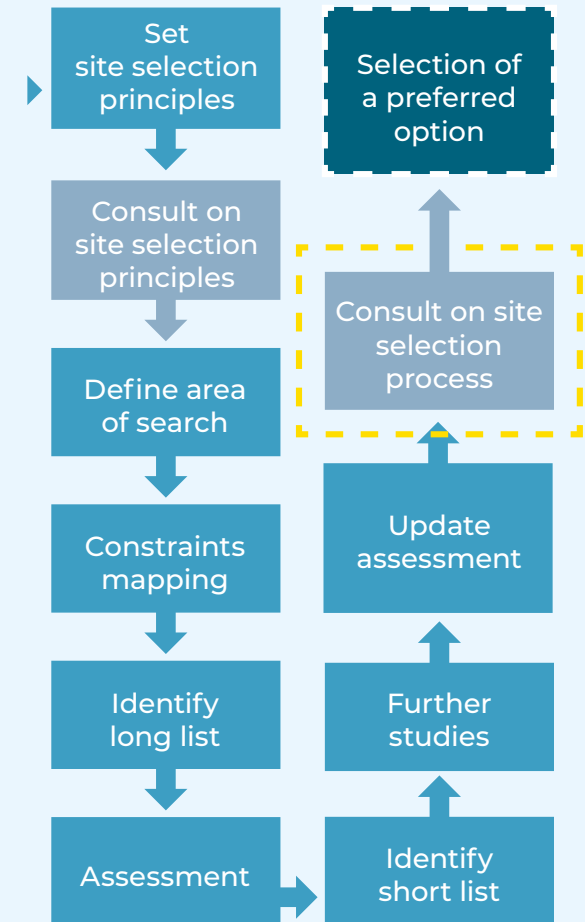 Set
site selection
principles
Consult on
site selection
principles
Define area
of search
Constraints
mapping
Identify
long list
Assessment
Identify
short list
Further
studies
Update
assessment
Consult on site
selection
process
Selection of
a preferred
option